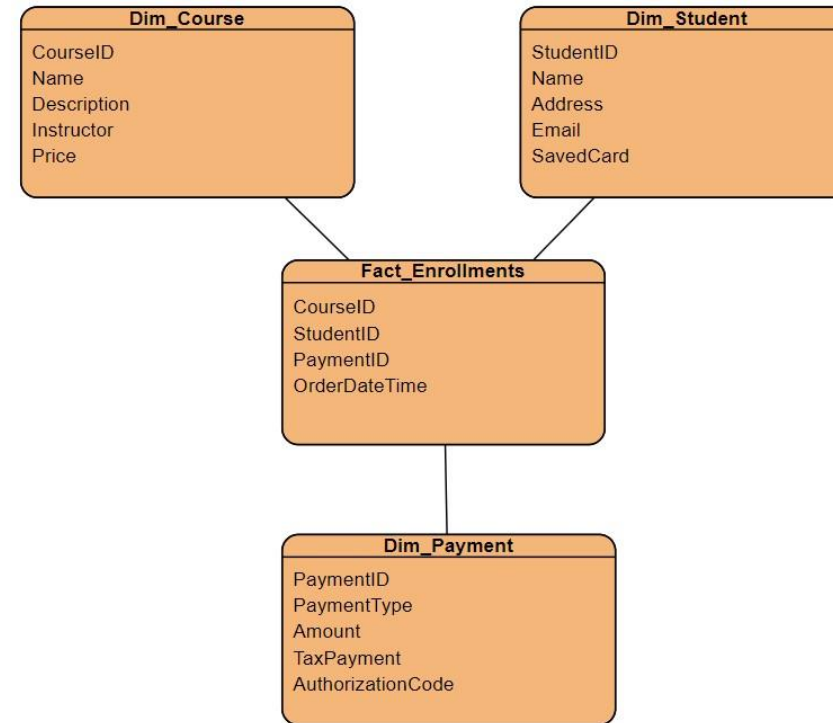 Dim_Course
CourseID
Name
Description
Instructor
Price
Dim_Student
StudentID
Name
Address
Email
SavedCard
Fact_Enrollments
CourseID
StudentID
PaymentID
OrderDateTime
Dim_Payment
PaymentID
PaymentType
Amount
TaxPayment
AuthorizationCode